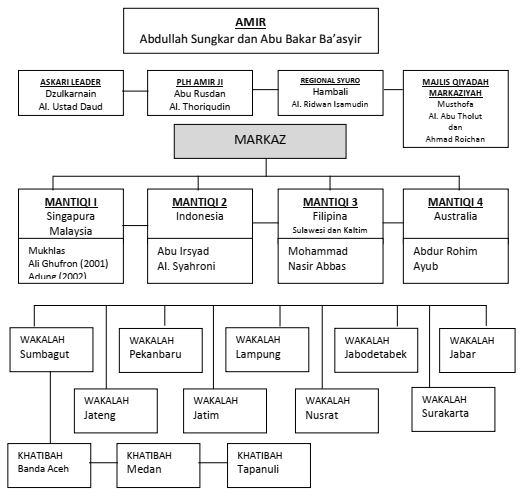 AMIR
Abdullah Sungkar dan Abu Bakar Ba'asyir
ASKARI LEADER
Dzulkarnain
Al. Ustad Daud
PLH AMIR JI
Abu Rusdan
Al. Thoriqudin
REGIONAL SYURO
Hambali
Al. Ridwan Isamudin
MAJLIS QIYADAH
MARKAZIYAH
Musthofa
Al. Abu Tholut
dan
Ahmad Roichan
MARKAZ
MANTIQI I
Singapura
Malaysia
Mukhlas
Ali Ghufron (2001)
Adung (2002)
MANTIQI 2
Indonesia
Abu Irsyad
Al. Syahroni
MANTIQI 3
Filipina
Sulawesi dan Kaltim
Mohammad
Nasir Abbas
MANTIQI 4
Australia
Abdur Rohim
Ayub
WAKALAH
Sumbagut
WAKALAH
Pekanbaru
WAKALAH
Lampung
WAKALAH
Jabodetabek
WAKALAH
Jabar
WAKALAH
Jateng
WAKALAH
Jatim
WAKALAH
Nusrat
WAKALAH
Surakarta
KHATIBAH
Banda Aceh
KHATIBAH
Medan
KHATIBAH
Tapanuli